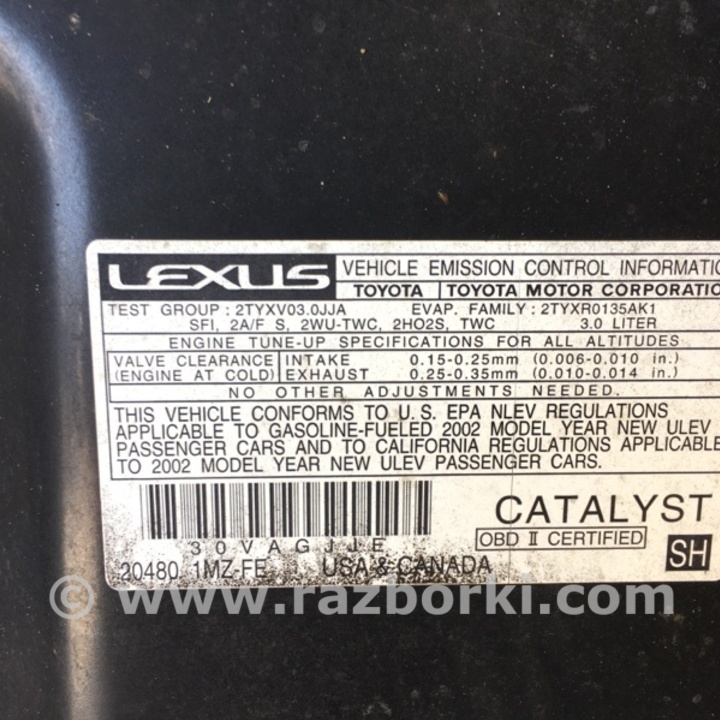 LEXUS
VEHICLE EMISSION CONTROL INFORMATIO
TOYOTA TOYOTA MOTOR CORPORATIO
TEST GROUP : 2TYXV03.0JJA EVAP. FAMILY : 2TYXR0135AK1
SFI, 2A/F S, 2WU-TWC, 2HO2S, TWC 3.0 LITER
ENGINE TUNE-UP SPECIFICATIONS FOR ALL ALTITUDES
VALVE CLEARANCE INTAKE 0.15-0.25mm (0.006-0.010 in.)
(ENGINE AT COLD) EXHAUST 0.25-0.35mm (0.010-0.014 in.)
NO OTHER ADJUSTMENTS NEEDED.
THIS VEHICLE CONFORMS TO U.S. EPA NLEV REGULATIONS
APPLICABLE TO GASOLINE-FUELED 2002 MODEL YEAR NEW ULEV
PASSENGER CARS AND TO CALIFORNIA REGULATIONS APPLICABLE
TO 2002 MODEL YEAR NEW ULEV PASSENGER CARS.
CATALYST
OBD II CERTIFIED
SH
30VAGJJE
20480 1MZ-FE USA & CANADA
© www.razborki.com